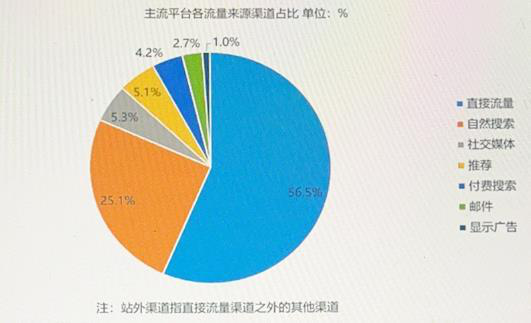 主流平台各流量来源渠道占比 单位：%
1.0%
2.7%
4.2%
5.1%
5.3%
25.1%
56.5%
直接流量
自然搜索
社交媒体
推荐
付费搜索
邮件
显示广告
注：站外渠道指直接流量渠道之外的其他渠道